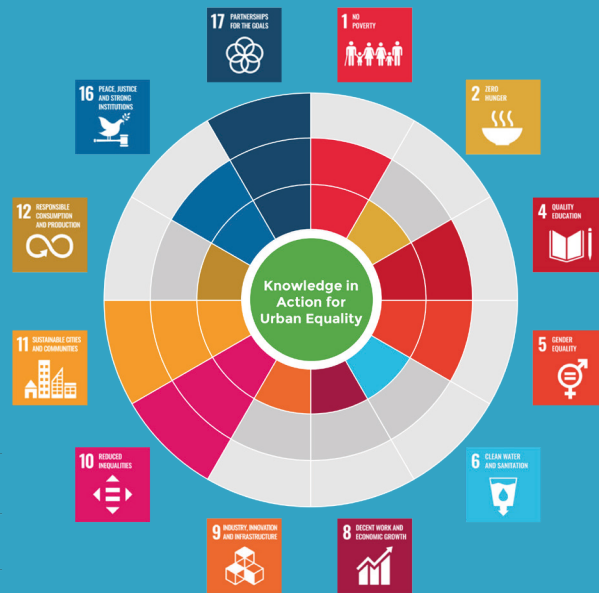 17 PARTNERSHIPS
FOR THE GOALS
1 NO
POVERTY
16 PEACE, JUSTICE
AND STRONG
INSTITUTIONS
2 ZERO
HUNGER
12 RESPONSIBLE
CONSUMPTION
AND PRODUCTION
4 QUALITY
EDUCATION
Knowledge in
Action for
Urban Equality
11 SUSTAINABLE CITIES
AND COMMUNITIES
5 GENDER
EQUALITY
10 REDUCED
INEQUALITIES
6 CLEAN WATER
AND SANITATION
9 INDUSTRY, INNOVATION
AND INFRASTRUCTURE
8 DECENT WORK AND
ECONOMIC GROWTH